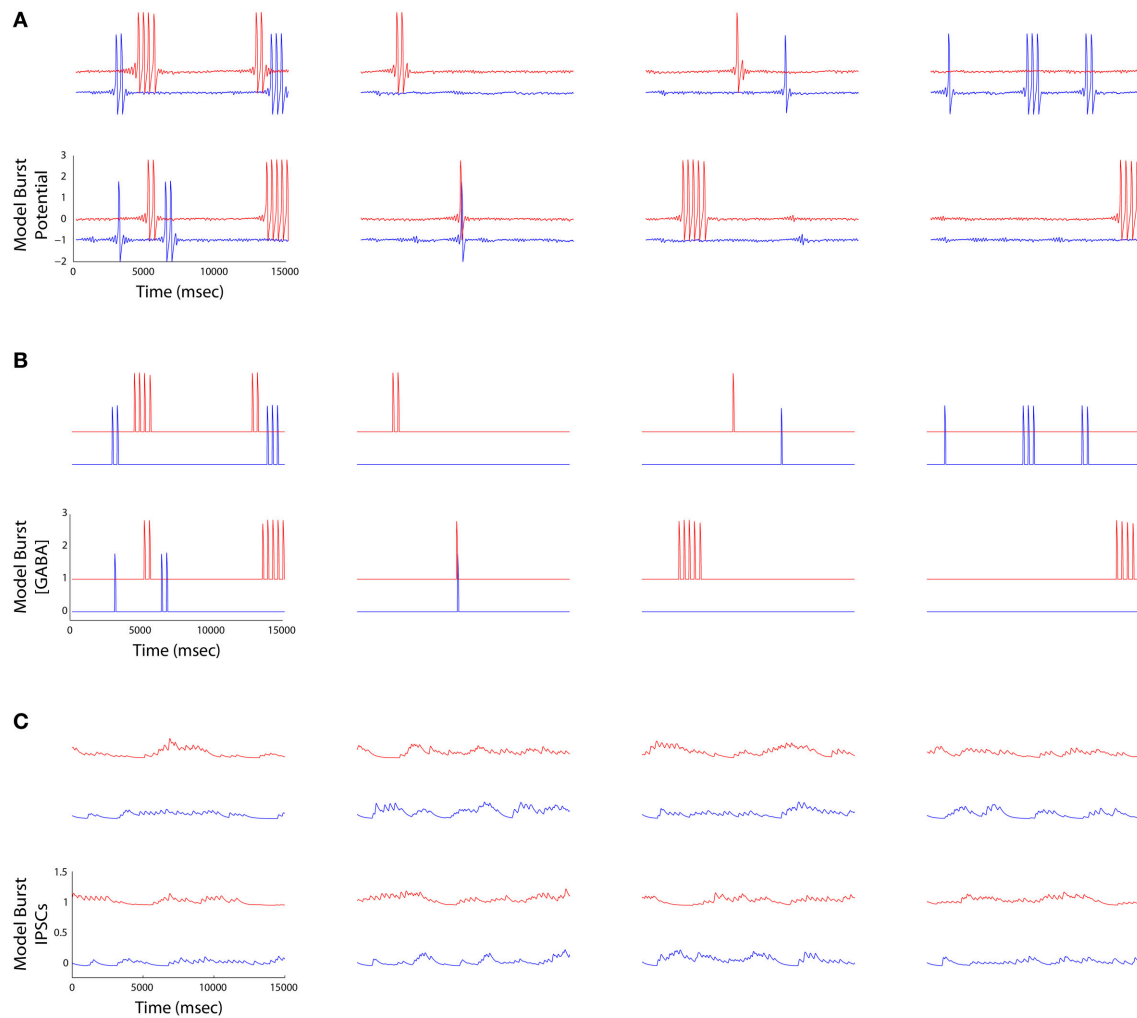 A
Model Burst
Potential
3
2
1
0
−1
−2
0 5000 10000 15000
Time (msec)
B
Model Burst
[GABA]
3
2
1
0
0 5000 10000 15000
Time (msec)
C
Model Burst
IPSCs
1.5
1
0.5
0
0 5000 10000 15000
Time (msec)